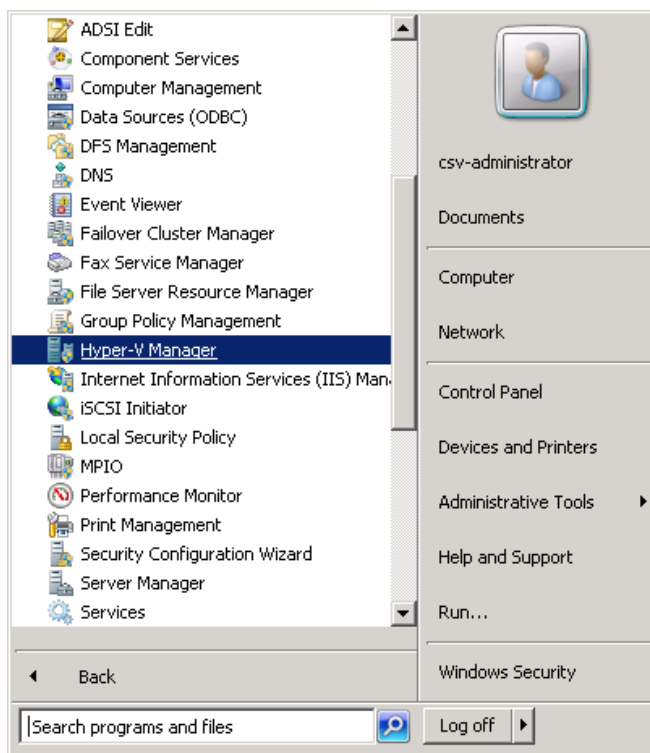 ADSI Edit
Component Services
Computer Management
Data Sources (ODBC)
DFS Management
DNS
Event Viewer
Failover Cluster Manager
Fax Service Manager
File Server Resource Manager
Group Policy Management
Hyper-V Manager
Internet Information Services (IIS) Man
iSCSI Initiator
Local Security Policy
MPIO
Performance Monitor
Print Management
Security Configuration Wizard
Server Manager
Services
Back
Search programs and files
csv-administrator
Documents
Computer
Network
Control Panel
Devices and Printers
Administrative Tools
Help and Support
Run...
Windows Security
Log off